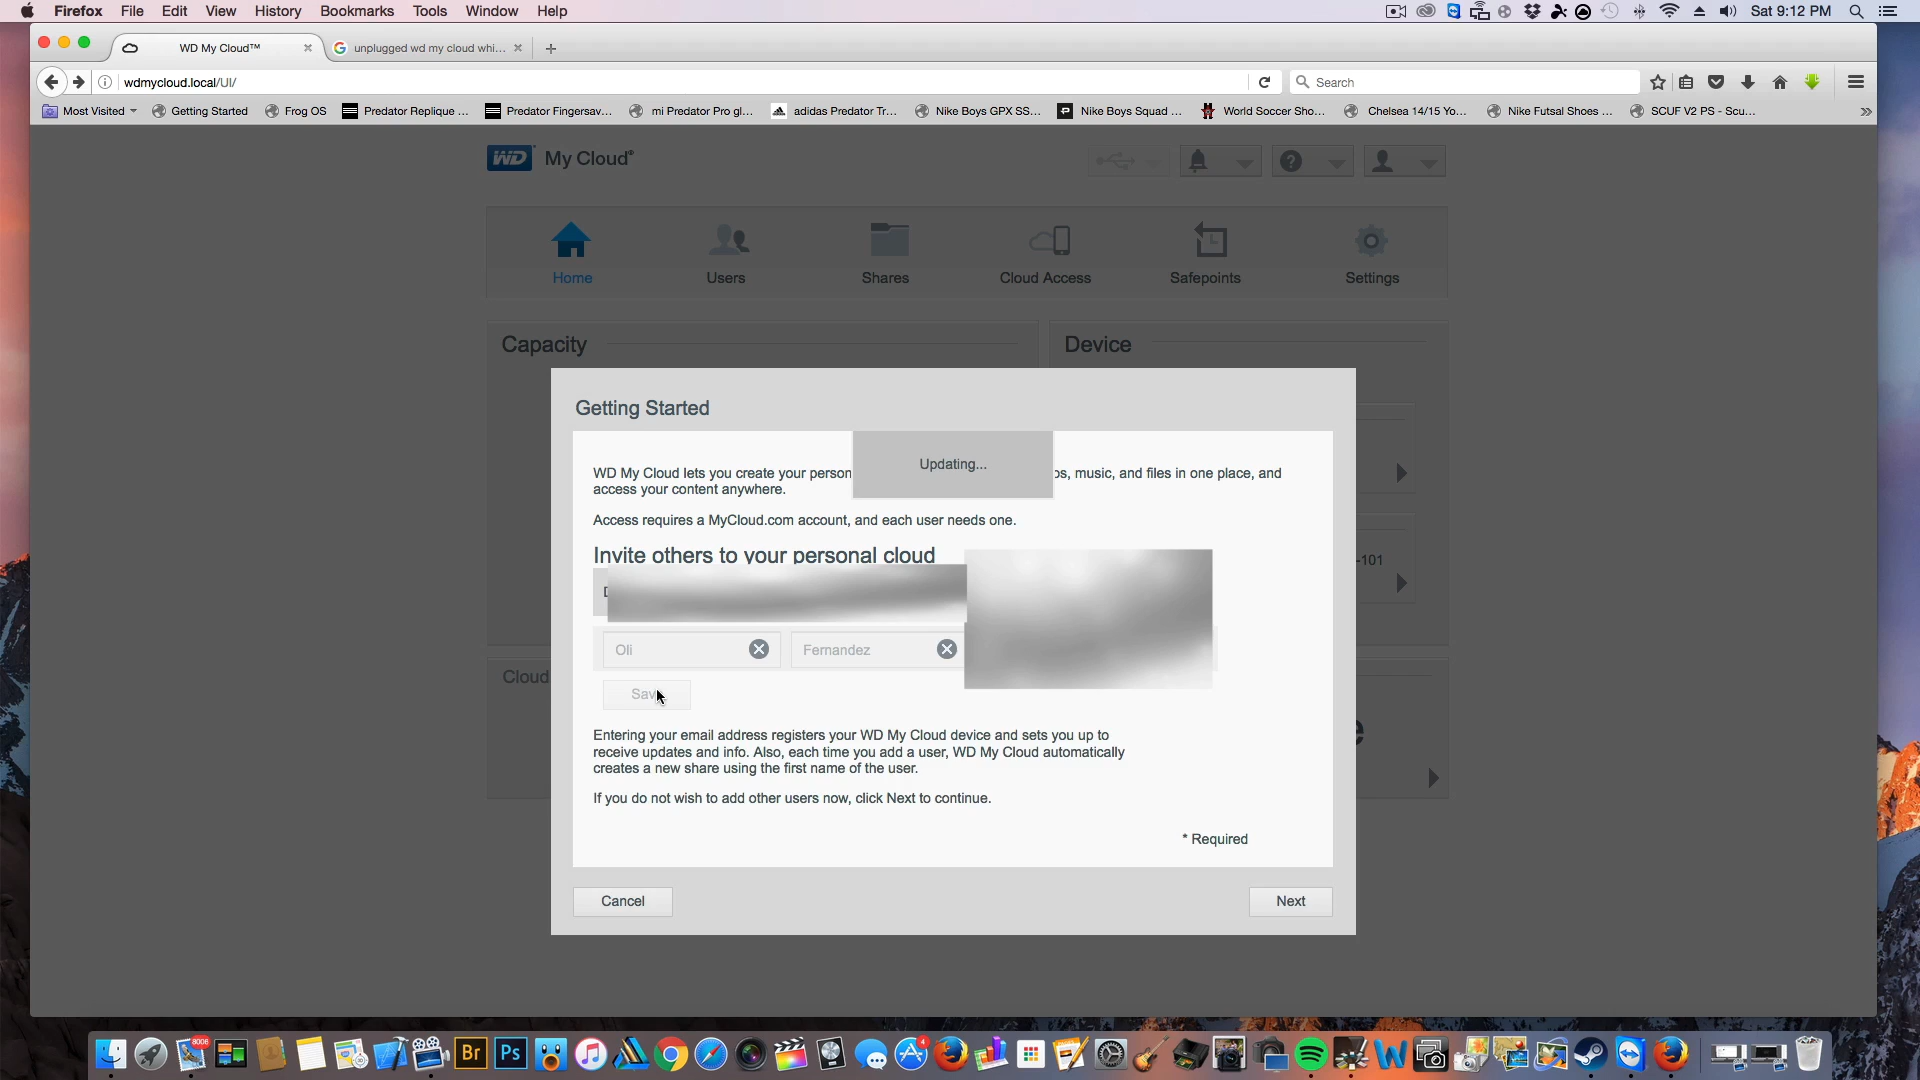 Firefox File Edit View History Bookmarks Tools Window Help
Sat 9:12 PM
WD My Cloud™
unplugged wd my cloud whi...
wdmycloud.local/UI/
Search
Most Visited Getting Started Frog OS Predator Replique ... Predator Fingersav... mi Predator Pro gl... adidas Predator Tr... Nike Boys GPX SS... Nike Boys Squad ... World Soccer Sho... Chelsea 14/15 Yo... Nike Futsal Shoes ... SCUF V2 PS - Scu...
WD My Cloud®
Home Users Shares Cloud Access Safepoints Settings
Capacity
Device
Getting Started
Updating...
WD My Cloud lets you create your person
os, music, and files in one place, and
access your content anywhere.
Access requires a MyCloud.com account, and each user needs one.
Invite others to your personal cloud
-101
Oli
Fernandez
Cloud
Sav
Entering your email address registers your WD My Cloud device and sets you up to
receive updates and info. Also, each time you add a user, WD My Cloud automatically
creates a new share using the first name of the user.
If you do not wish to add other users now, click Next to continue.
* Required
Cancel
Next
8006
Br
Ps
4